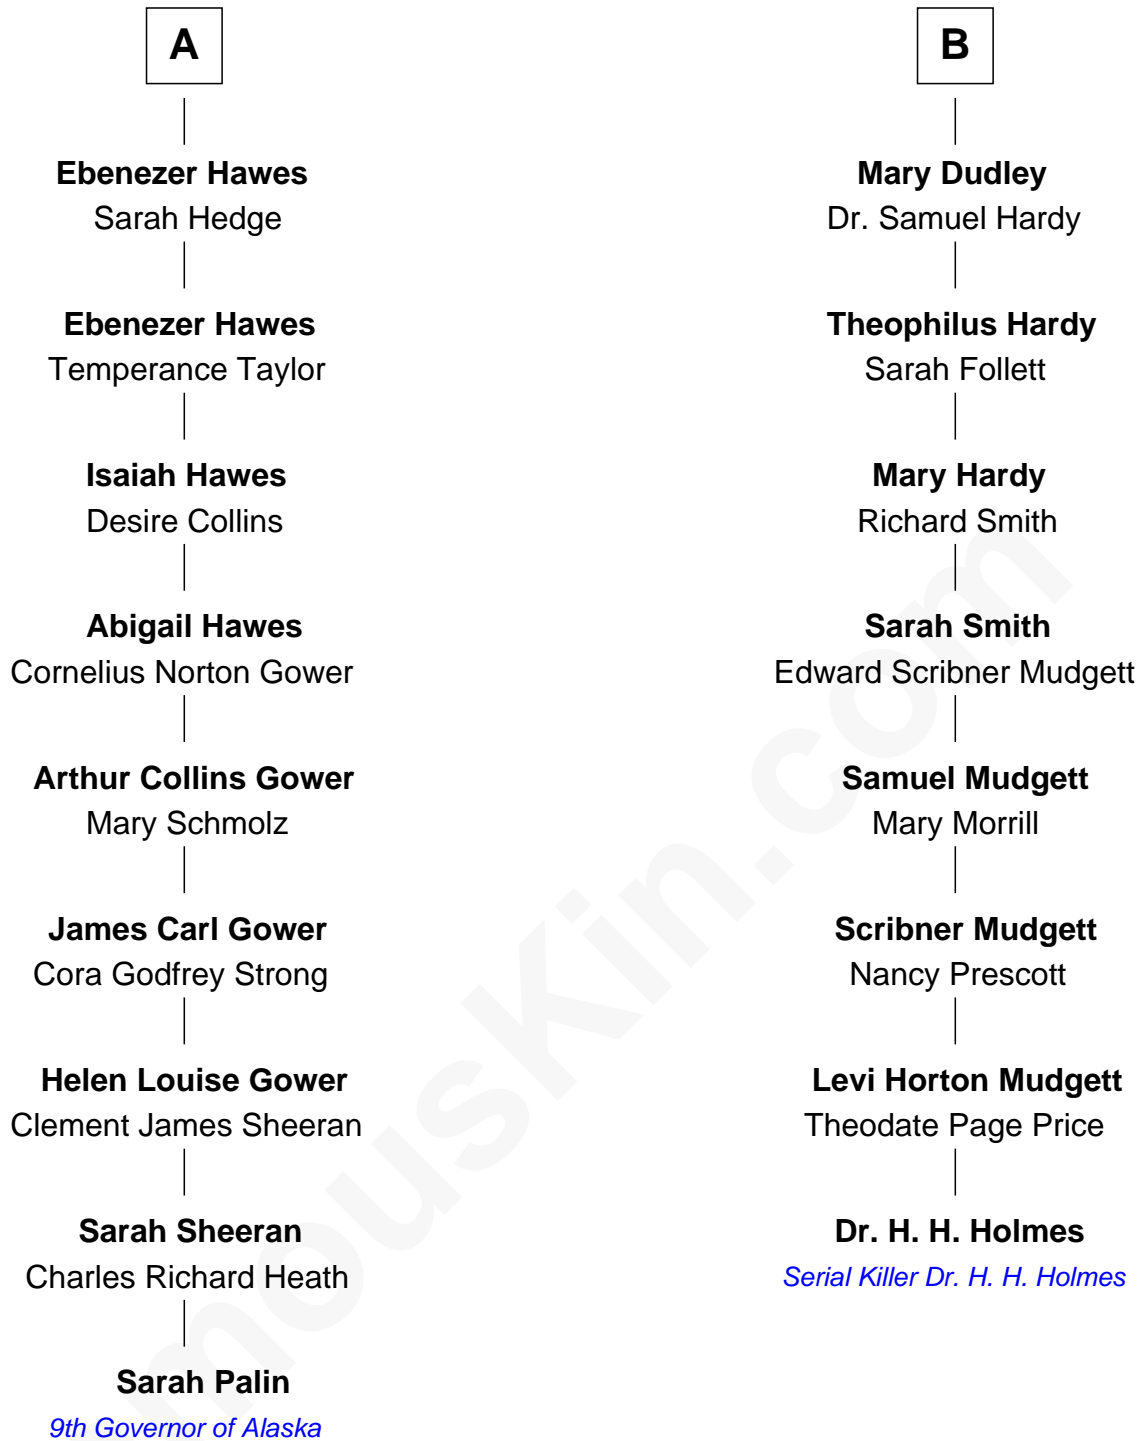 A
Ebenezer Hawes
Sarah Hedge
Ebenezer Hawes
Temperance Taylor
Isaiah Hawes
Desire Collins
Abigail Hawes
Cornelius Norton Gower
Arthur Collins Gower
Mary Schmolz
James Carl Gower
Cora Godfrey Strong
Helen Louise Gower
Clement James Sheeran
Sarah Sheeran
Charles Richard Heath
Sarah Palin
9th Governor of Alaska
B
Mary Dudley
Dr. Samuel Hardy
Theophilus Hardy
Sarah Follett
Mary Hardy
Richard Smith
Sarah Smith
Edward Scribner Mudgett
Samuel Mudgett
Mary Morrill
Scribner Mudgett
Nancy Prescott
Levi Horton Mudgett
Theodate Page Price
Dr. H. H. Holmes
Serial Killer Dr. H. H. Holmes
mousKin.com